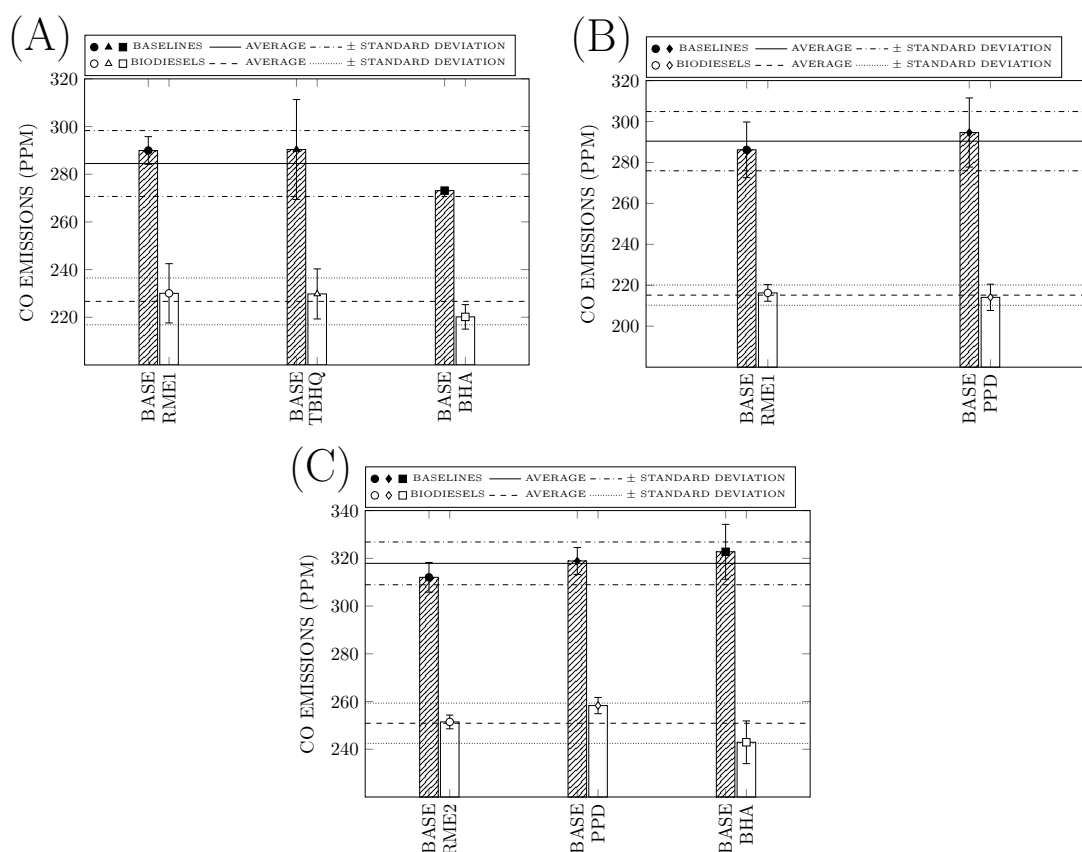 (A)
BASELINES AVERAGE ± STANDARD DEVIATION
BIODIESELS AVERAGE ± STANDARD DEVIATION
320
300
280
260
240
220
CO EMISSIONS (PPM)
BASE
RME1
BASE
TBHQ
BASE
BHA
(B)
BASELINES AVERAGE ± STANDARD DEVIATION
BIODIESELS AVERAGE ± STANDARD DEVIATION
320
300
280
260
240
220
200
CO EMISSIONS (PPM)
BASE
RME1
BASE
PPD
(C)
BASELINES AVERAGE ± STANDARD DEVIATION
BIODIESELS AVERAGE ± STANDARD DEVIATION
340
320
300
280
260
240
CO EMISSIONS (PPM)
BASE
RME2
BASE
PPD
BASE
BHA